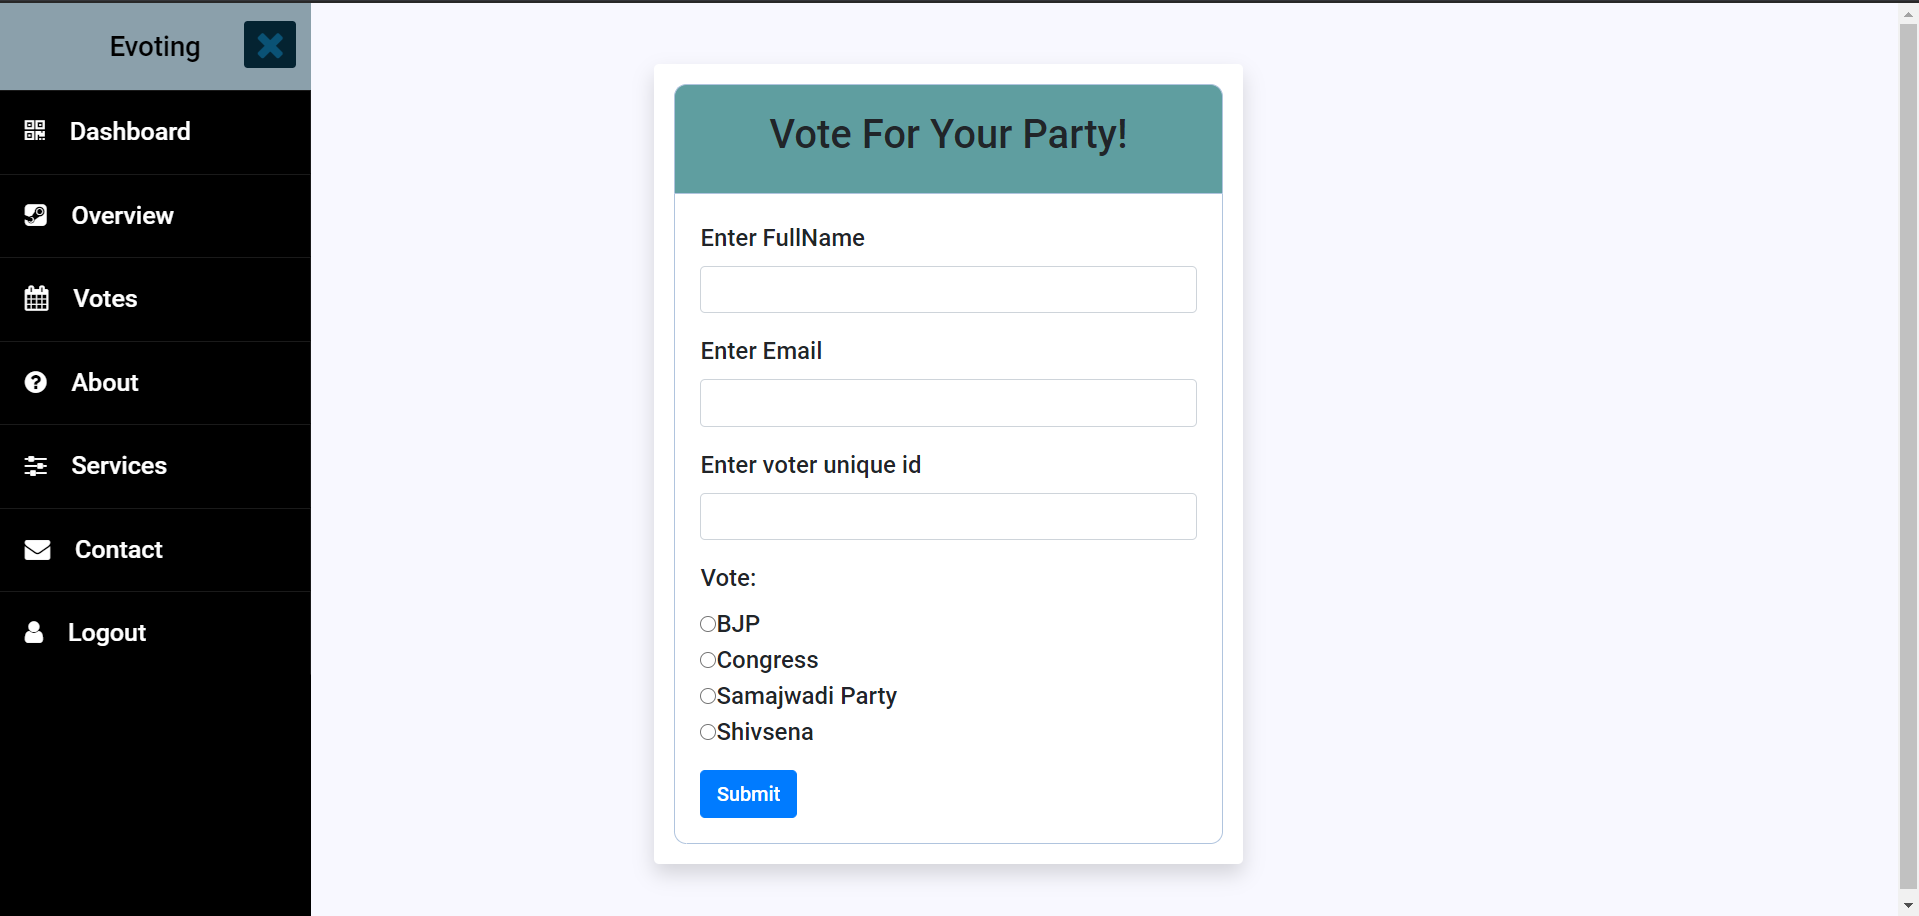 Evoting
Dashboard
Overview
Votes
About
Services
Contact
Logout
Vote For Your Party!
Enter FullName
Enter Email
Enter voter unique id
Vote:
BJP
Congress
Samajwadi Party
Shivsena
Submit